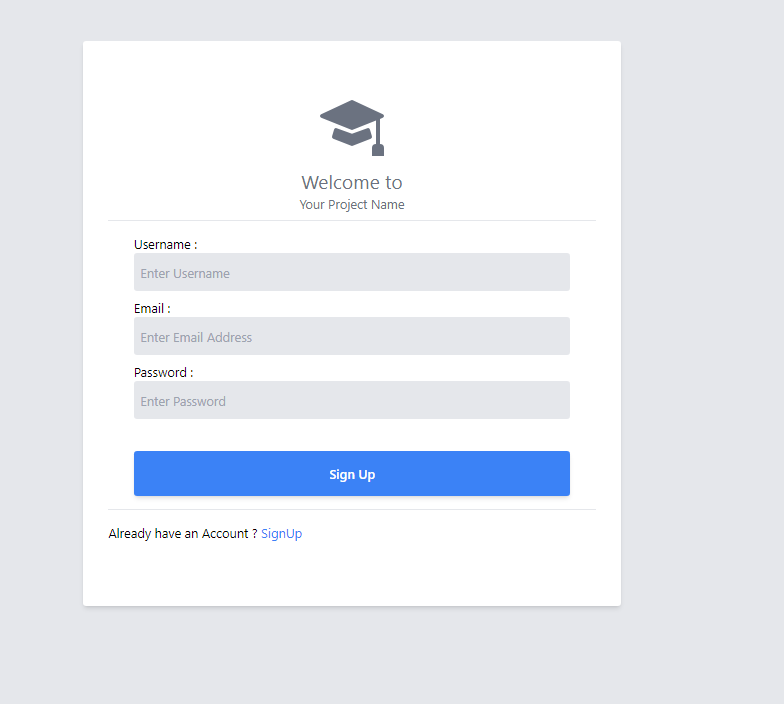 Welcome to
Your Project Name
Username :
Enter Username
Email :
Enter Email Address
Password :
Enter Password
Sign Up
Already have an Account ? SignUp